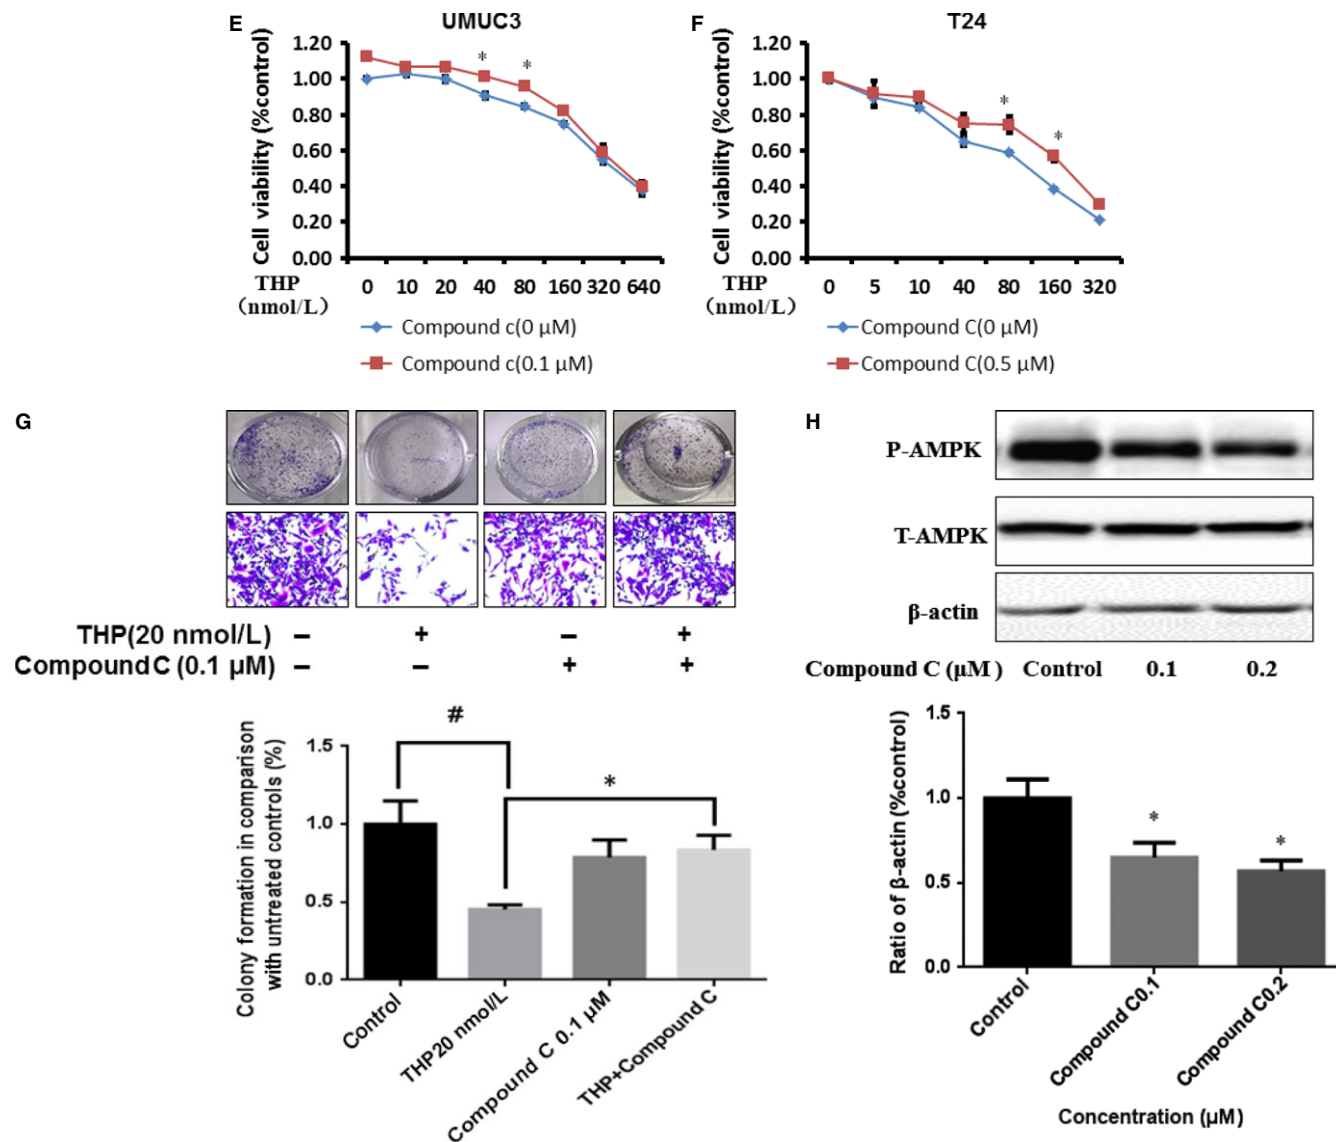 E
UMUC3
Cell viability (%control)
1.20
1.00
0.80
0.60
0.40
0.20
0.00
* *
THP
(nmol/L)
0 10 20 40 80 160 320 640
Compound c(0 μM)
Compound c(0.1 μM)
F
T24
Cell viability (%control)
1.20
1.00
0.80
0.60
0.40
0.20
0.00
* *
THP
(nmol/L)
0 5 10 40 80 160 320
Compound C(0 μM)
Compound C(0.5 μM)
G
THP(20 nmol/L) – + – +
Compound C (0.1 μM) – – + +
Colony formation in comparison
with untreated controls (%)
1.5
1.0
0.5
0.0
#
*
Control
THP20 nmol/L
Compound C 0.1 μM
THP+Compound C
H
P-AMPK
T-AMPK
β-actin
Compound C (μM ) Control 0.1 0.2
Ratio of β-actin (%control)
1.5
1.0
0.5
0.0
*
*
Control
Compound C0.1
Compound C0.2
Concentration (μM)